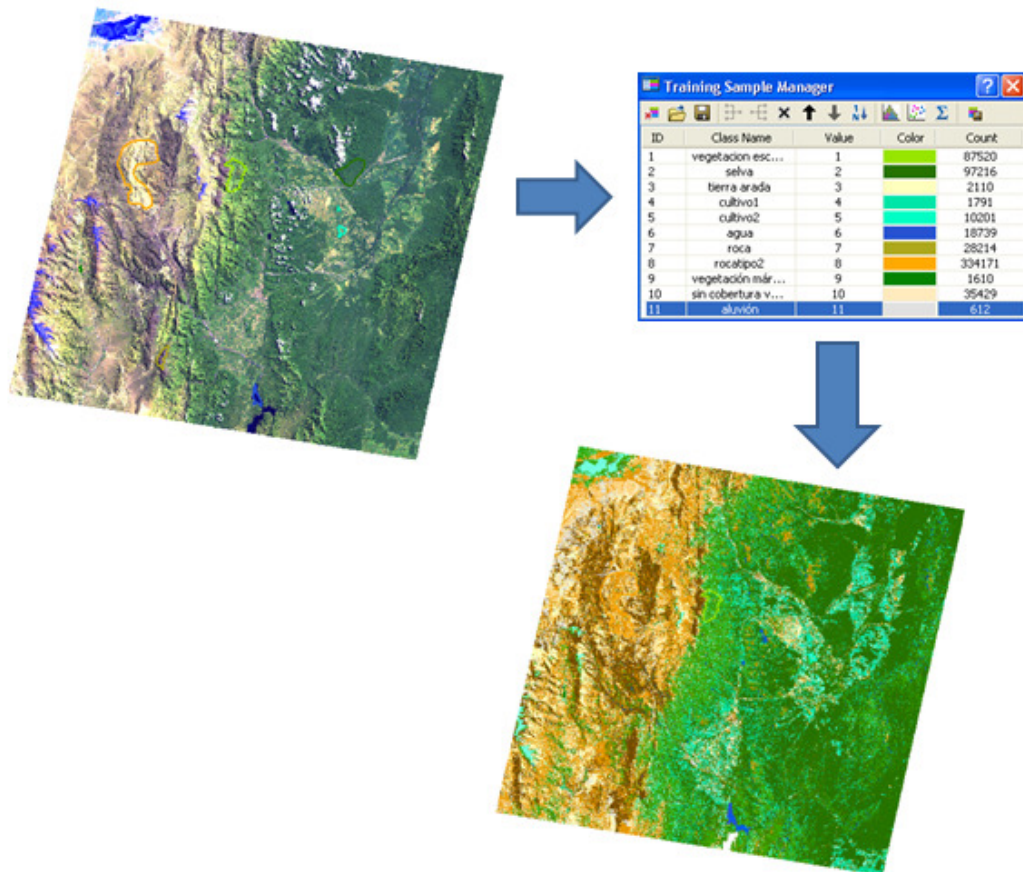 Training Sample Manager
ID Class Name Value Color Count
1 vegetacion esc... 1 87520
2 selva 2 97216
3 tierra arada 3 2110
4 cultivo1 4 1791
5 cultivo2 5 10201
6 agua 6 18739
7 roca 7 28214
8 rocatipo2 8 334171
9 vegetación már... 9 1610
10 sin cobertura v... 10 35429
11 aluvión 11 612